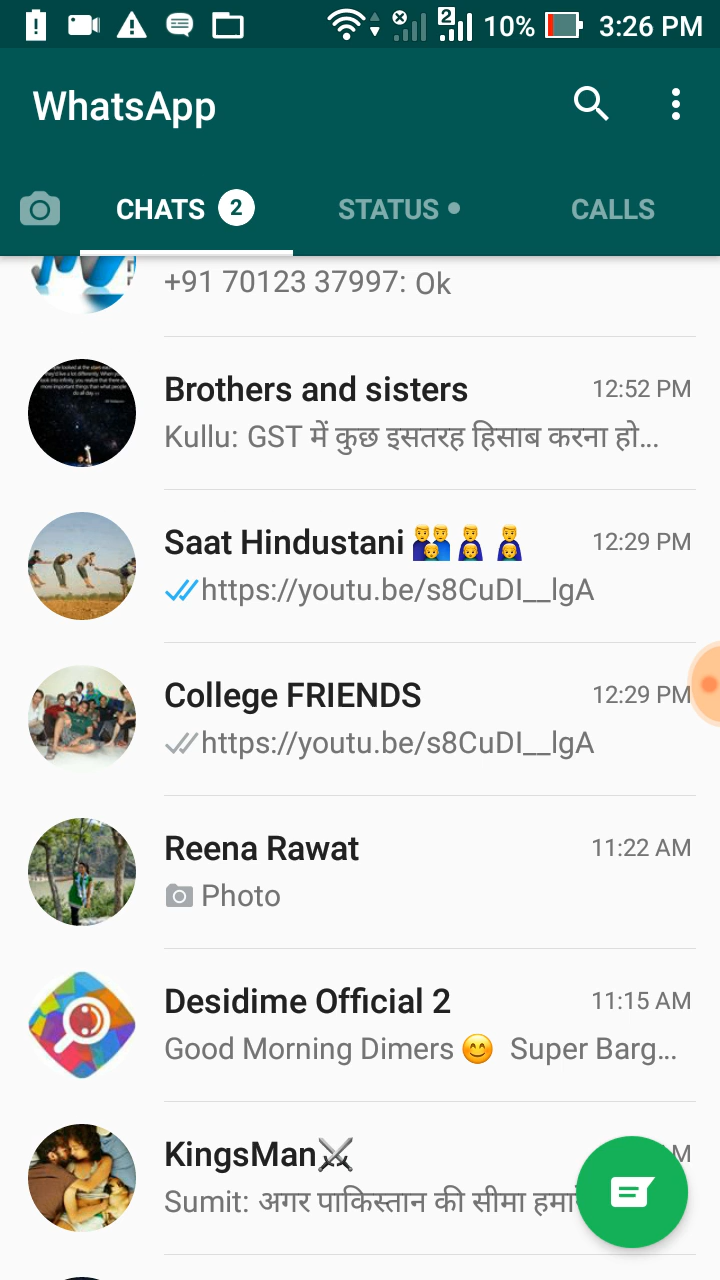 2 10% 3:26 PM
WhatsApp
CHATS 2 STATUS CALLS
+91 70123 37997: Ok
Brothers and sisters 12:52 PM
Kullu: GST में कुछ इसतरह हिसाब करना हो...
Saat Hindustani 12:29 PM
https://youtu.be/s8CuDI__lgA
College FRIENDS 12:29 PM
https://youtu.be/s8CuDI__lgA
Reena Rawat 11:22 AM
Photo
Desidime Official 2 11:15 AM
Good Morning Dimers 😊 Super Barg...
KingsMan⚔ M
Sumit: अगर पाकिस्तान की सीमा